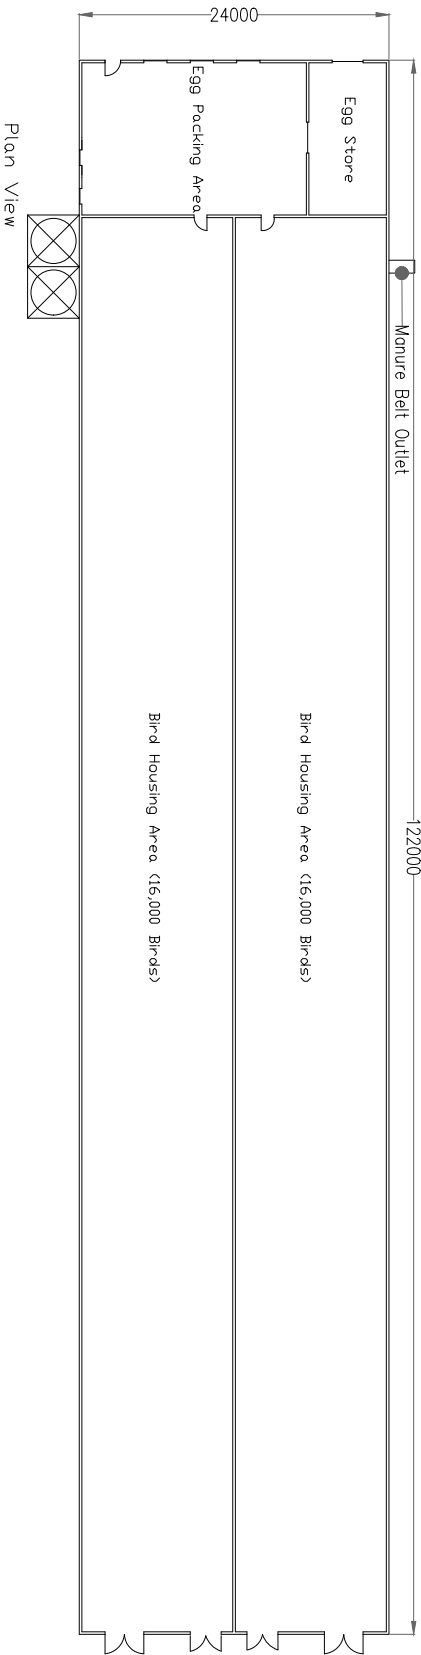 24000
Egg Store
Egg Packing Area
Plan View
Manure Belt Outlet
122000
Bird Housing Area (16,000 Birds)
Bird Housing Area (16,000 Birds)